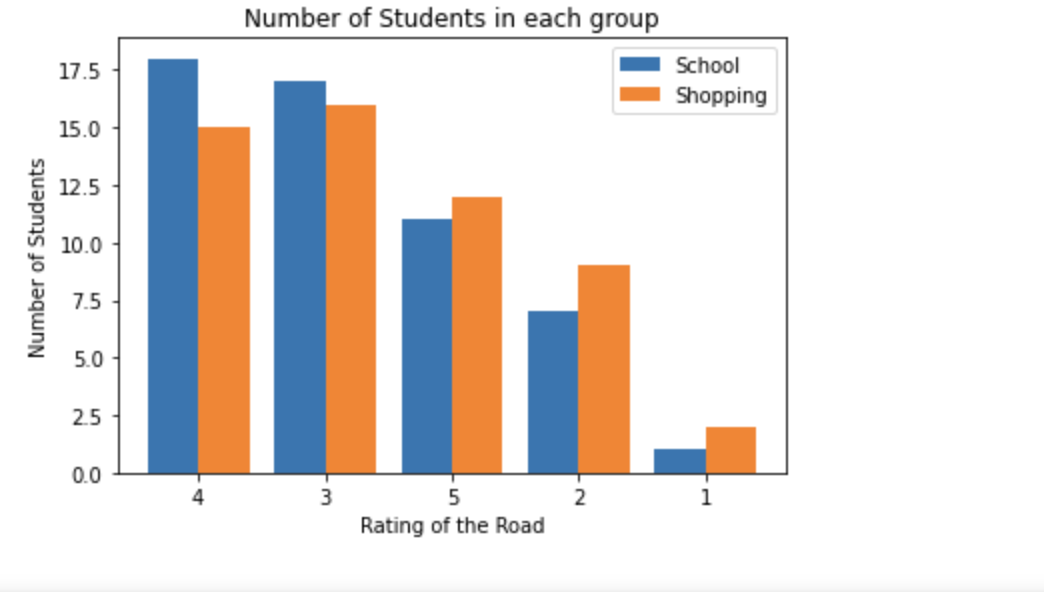 Number of Students in each group
School
Shopping
Number of Students
17.5
15.0
12.5
10.0
7.5
5.0
2.5
0.0
4 3 5 2 1
Rating of the Road